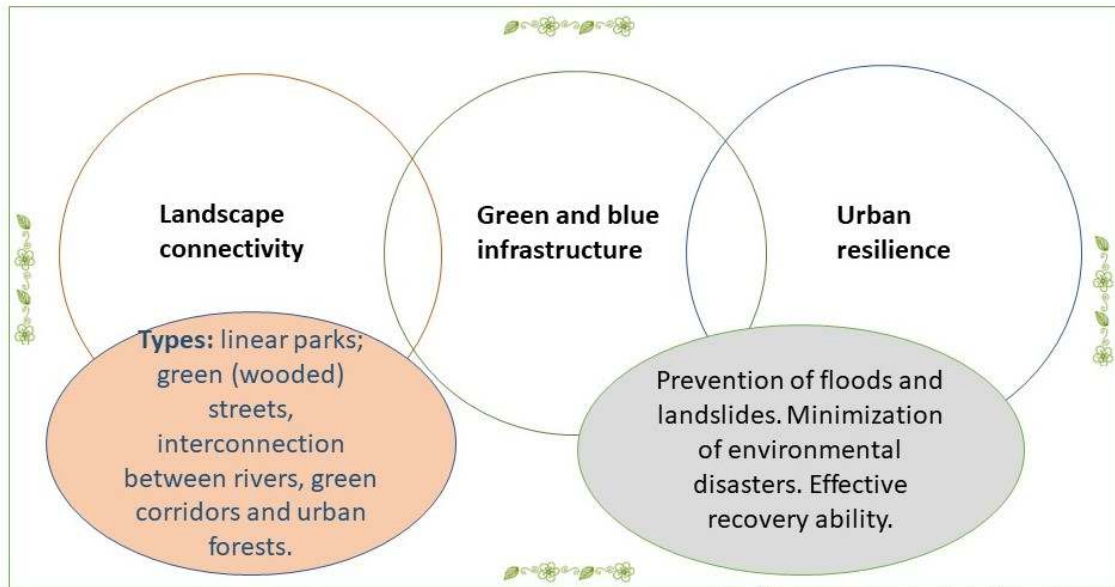 Landscape
connectivity
Green and blue
infrastructure
Urban
resilience
Types: linear parks;
green (wooded)
streets,
interconnection
between rivers, green
corridors and urban
forests.
Prevention of floods and
landslides. Minimization
of environmental
disasters. Effective
recovery ability.